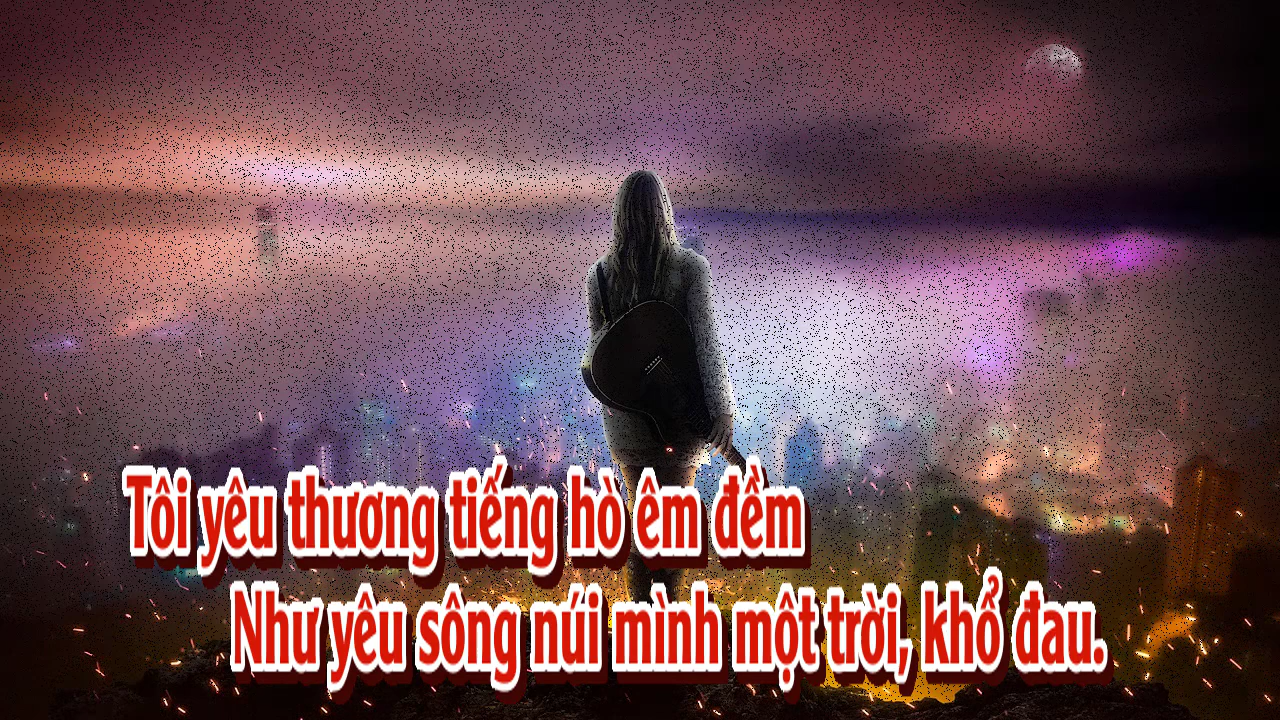 Tôi yêu thương tiếng hò êm đềm
Như yêu sông núi mình một trời, khổ đau.